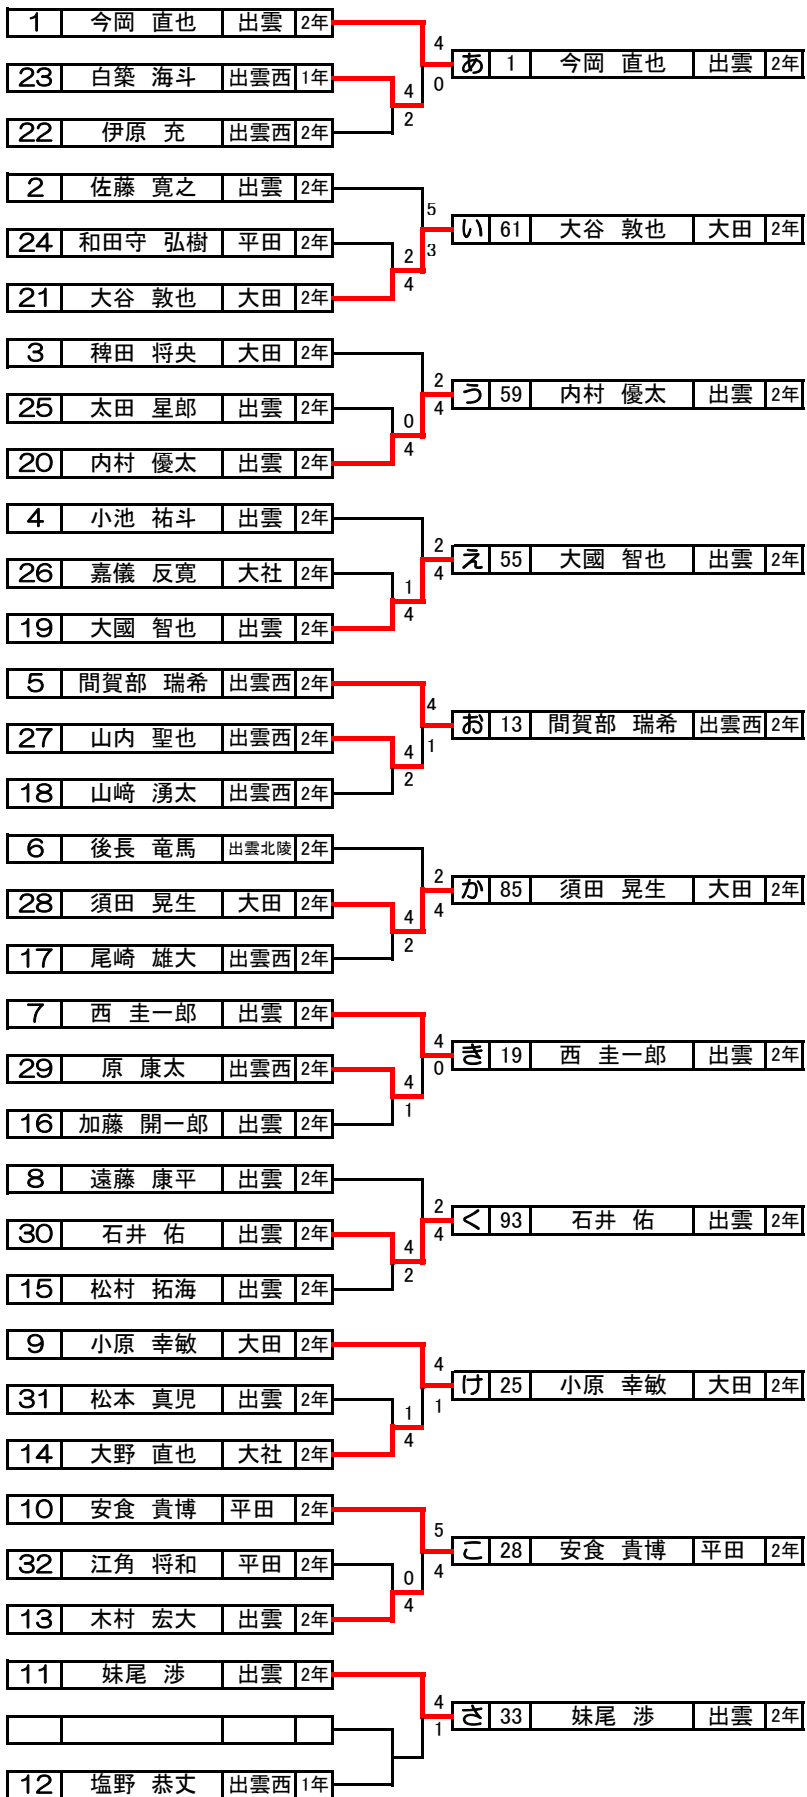 1 今岡 直也 出雲 2年
4
あ 1 今岡 直也 出雲 2年
0
23 白築 海斗 出雲西 1年
4
2
22 伊原 充 出雲西 2年
2 佐藤 寛之 出雲 2年
5
い 61 大谷 敦也 大田 2年
3
24 和田守 弘樹 平田 2年
2
4
21 大谷 敦也 大田 2年
3 稗田 将央 大田 2年
2
う 59 内村 優太 出雲 2年
4
25 太田 星郎 出雲 2年
0
4
20 内村 優太 出雲 2年
4 小池 祐斗 出雲 2年
2
え 55 大國 智也 出雲 2年
4
26 嘉儀 反寛 大社 2年
1
4
19 大國 智也 出雲 2年
5 間賀部 瑞希 出雲西 2年
4
お 13 間賀部 瑞希 出雲西 2年
1
27 山内 聖也 出雲西 2年
4
2
18 山﨑 湧太 出雲西 2年
6 後長 竜馬 出雲北陵 2年
2
か 85 須田 晃生 大田 2年
4
28 須田 晃生 大田 2年
4
2
17 尾崎 雄大 出雲西 2年
7 西 圭一郎 出雲 2年
4
き 19 西 圭一郎 出雲 2年
0
29 原 康太 出雲西 2年
4
1
16 加藤 開一郎 出雲 2年
8 遠藤 康平 出雲 2年
2
く 93 石井 佑 出雲 2年
4
30 石井 佑 出雲 2年
4
2
15 松村 拓海 出雲 2年
9 小原 幸敏 大田 2年
4
け 25 小原 幸敏 大田 2年
1
31 松本 真児 出雲 2年
1
4
14 大野 直也 大社 2年
10 安食 貴博 平田 2年
5
こ 28 安食 貴博 平田 2年
4
32 江角 将和 平田 2年
0
4
13 木村 宏大 出雲 2年
11 妹尾 渉 出雲 2年
4
さ 33 妹尾 渉 出雲 2年
1
12 塩野 恭丈 出雲西 1年